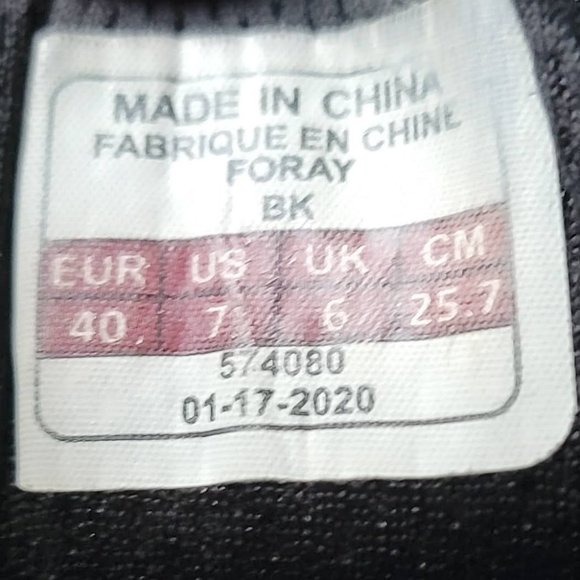 MADE IN CHINA
FABRIQUE EN CHINE
FORAY
BK
EUR US UK CM
40 7 6 25.7
574080
01-17-2020